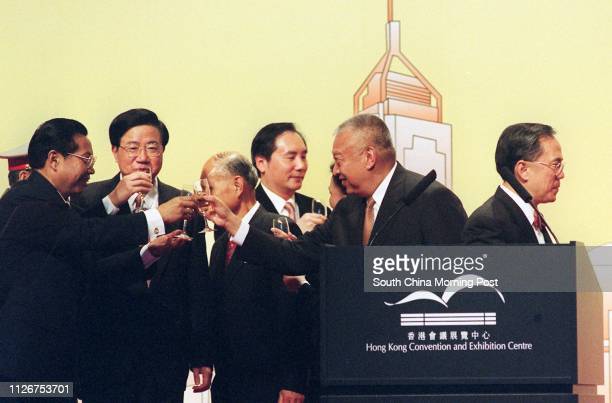 gettyimages
South China Morning Post
香港會議展覽中心
Hong Kong Convention and Exhibition Centre
1126753701